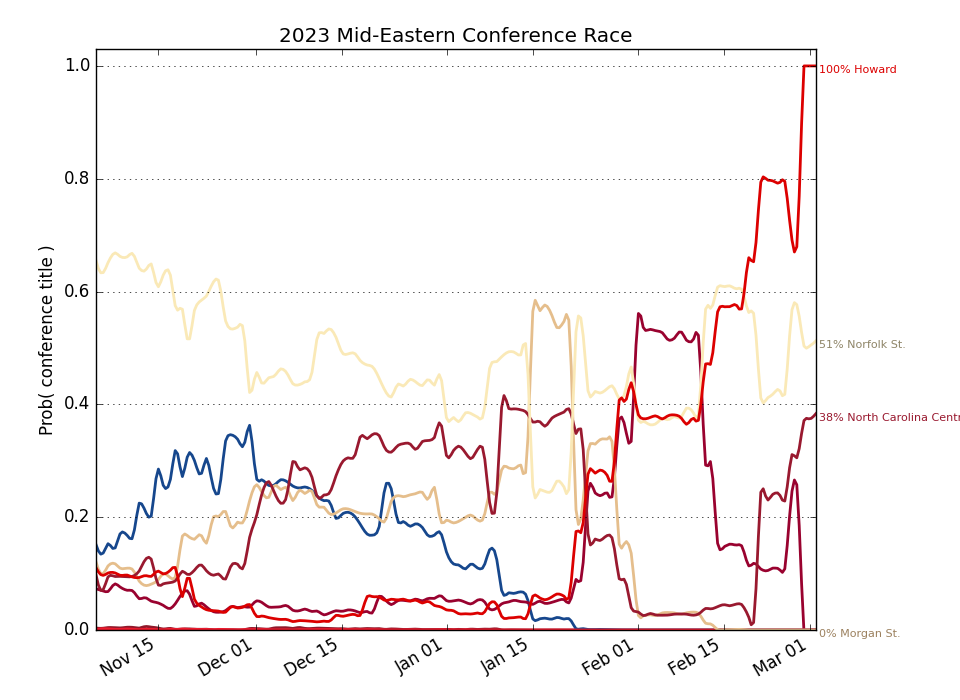 2023 Mid-Eastern Conference Race
1.0
100% Howard
0.8
0.6
Prob( conference title )
51% Norfolk St.
0.4
38% North Carolina Centr
0.2
0.0
0% Morgan St.
Nov 15
Dec 01
Dec 15
Jan 01
Jan 15
Feb 01
Feb 15
Mar 01